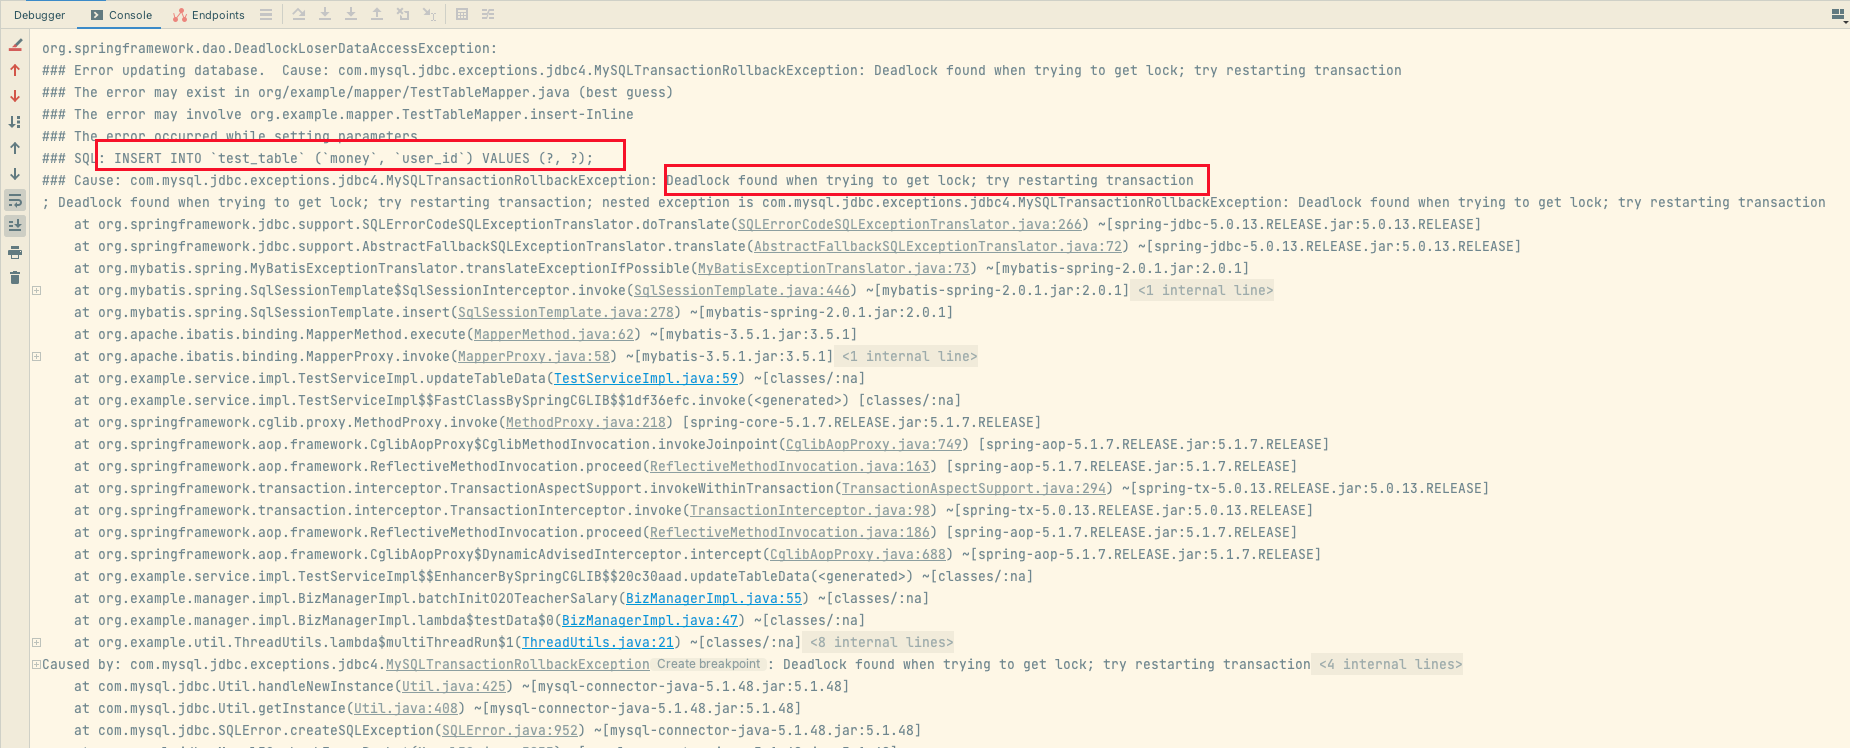 Debugger Console Endpoints
org.springframework.dao.DeadlockLoserDataAccessException:
### Error updating database.  Cause: com.mysql.jdbc.exceptions.jdbc4.MySQLTransactionRollbackException: Deadlock found when trying to get lock; try restarting transaction
### The error may exist in org/example/mapper/TestTableMapper.java (best guess)
### The error may involve org.example.mapper.TestTableMapper.insert-Inline
### The error occurred while setting parameters
### SQL: INSERT INTO `test_table` (`money`, `user_id`) VALUES (?, ?);
### Cause: com.mysql.jdbc.exceptions.jdbc4.MySQLTransactionRollbackException: Deadlock found when trying to get lock; try restarting transaction
; Deadlock found when trying to get lock; try restarting transaction; nested exception is com.mysql.jdbc.exceptions.jdbc4.MySQLTransactionRollbackException: Deadlock found when trying to get lock; try restarting transaction
at org.springframework.jdbc.support.SQLErrorCodeSQLExceptionTranslator.doTranslate(SQLErrorCodeSQLExceptionTranslator.java:266) ~[spring-jdbc-5.0.13.RELEASE.jar:5.0.13.RELEASE]
at org.springframework.jdbc.support.AbstractFallbackSQLExceptionTranslator.translate(AbstractFallbackSQLExceptionTranslator.java:72) ~[spring-jdbc-5.0.13.RELEASE.jar:5.0.13.RELEASE]
at org.mybatis.spring.MyBatisExceptionTranslator.translateExceptionIfPossible(MyBatisExceptionTranslator.java:73) ~[mybatis-spring-2.0.1.jar:2.0.1]
at org.mybatis.spring.SqlSessionTemplate$SqlSessionInterceptor.invoke(SqlSessionTemplate.java:446) ~[mybatis-spring-2.0.1.jar:2.0.1] <1 internal line>
at org.mybatis.spring.SqlSessionTemplate.insert(SqlSessionTemplate.java:278) ~[mybatis-spring-2.0.1.jar:2.0.1]
at org.apache.ibatis.binding.MapperMethod.execute(MapperMethod.java:62) ~[mybatis-3.5.1.jar:3.5.1]
at org.apache.ibatis.binding.MapperProxy.invoke(MapperProxy.java:58) ~[mybatis-3.5.1.jar:3.5.1] <1 internal line>
at org.example.service.impl.TestServiceImpl.updateTableData(TestServiceImpl.java:59) ~[classes/:na]
at org.example.service.impl.TestServiceImpl$$FastClassBySpringCGLIB$$1df36efc.invoke(<generated>) [classes/:na]
at org.springframework.cglib.proxy.MethodProxy.invoke(MethodProxy.java:218) [spring-core-5.1.7.RELEASE.jar:5.1.7.RELEASE]
at org.springframework.aop.framework.CglibAopProxy$CglibMethodInvocation.invokeJoinpoint(CglibAopProxy.java:749) [spring-aop-5.1.7.RELEASE.jar:5.1.7.RELEASE]
at org.springframework.aop.framework.ReflectiveMethodInvocation.proceed(ReflectiveMethodInvocation.java:163) [spring-aop-5.1.7.RELEASE.jar:5.1.7.RELEASE]
at org.springframework.transaction.interceptor.TransactionAspectSupport.invokeWithinTransaction(TransactionAspectSupport.java:294) ~[spring-tx-5.0.13.RELEASE.jar:5.0.13.RELEASE]
at org.springframework.transaction.interceptor.TransactionInterceptor.invoke(TransactionInterceptor.java:98) ~[spring-tx-5.0.13.RELEASE.jar:5.0.13.RELEASE]
at org.springframework.aop.framework.ReflectiveMethodInvocation.proceed(ReflectiveMethodInvocation.java:186) [spring-aop-5.1.7.RELEASE.jar:5.1.7.RELEASE]
at org.springframework.aop.framework.CglibAopProxy$DynamicAdvisedInterceptor.intercept(CglibAopProxy.java:688) ~[spring-aop-5.1.7.RELEASE.jar:5.1.7.RELEASE]
at org.example.service.impl.TestServiceImpl$$EnhancerBySpringCGLIB$$20c30aad.updateTableData(<generated>) ~[classes/:na]
at org.example.manager.impl.BizManagerImpl.batchInitO2OTeacherSalary(BizManagerImpl.java:55) ~[classes/:na]
at org.example.manager.impl.BizManagerImpl.lambda$testData$0(BizManagerImpl.java:47) ~[classes/:na]
at org.example.util.ThreadUtils.lambda$multiThreadRun$1(ThreadUtils.java:21) ~[classes/:na] <8 internal lines>
Caused by: com.mysql.jdbc.exceptions.jdbc4.MySQLTransactionRollbackException Create breakpoint : Deadlock found when trying to get lock; try restarting transaction <4 internal lines>
at com.mysql.jdbc.Util.handleNewInstance(Util.java:425) ~[mysql-connector-java-5.1.48.jar:5.1.48]
at com.mysql.jdbc.Util.getInstance(Util.java:408) ~[mysql-connector-java-5.1.48.jar:5.1.48]
at com.mysql.jdbc.SQLError.createSQLException(SQLError.java:952) ~[mysql-connector-java-5.1.48.jar:5.1.48]